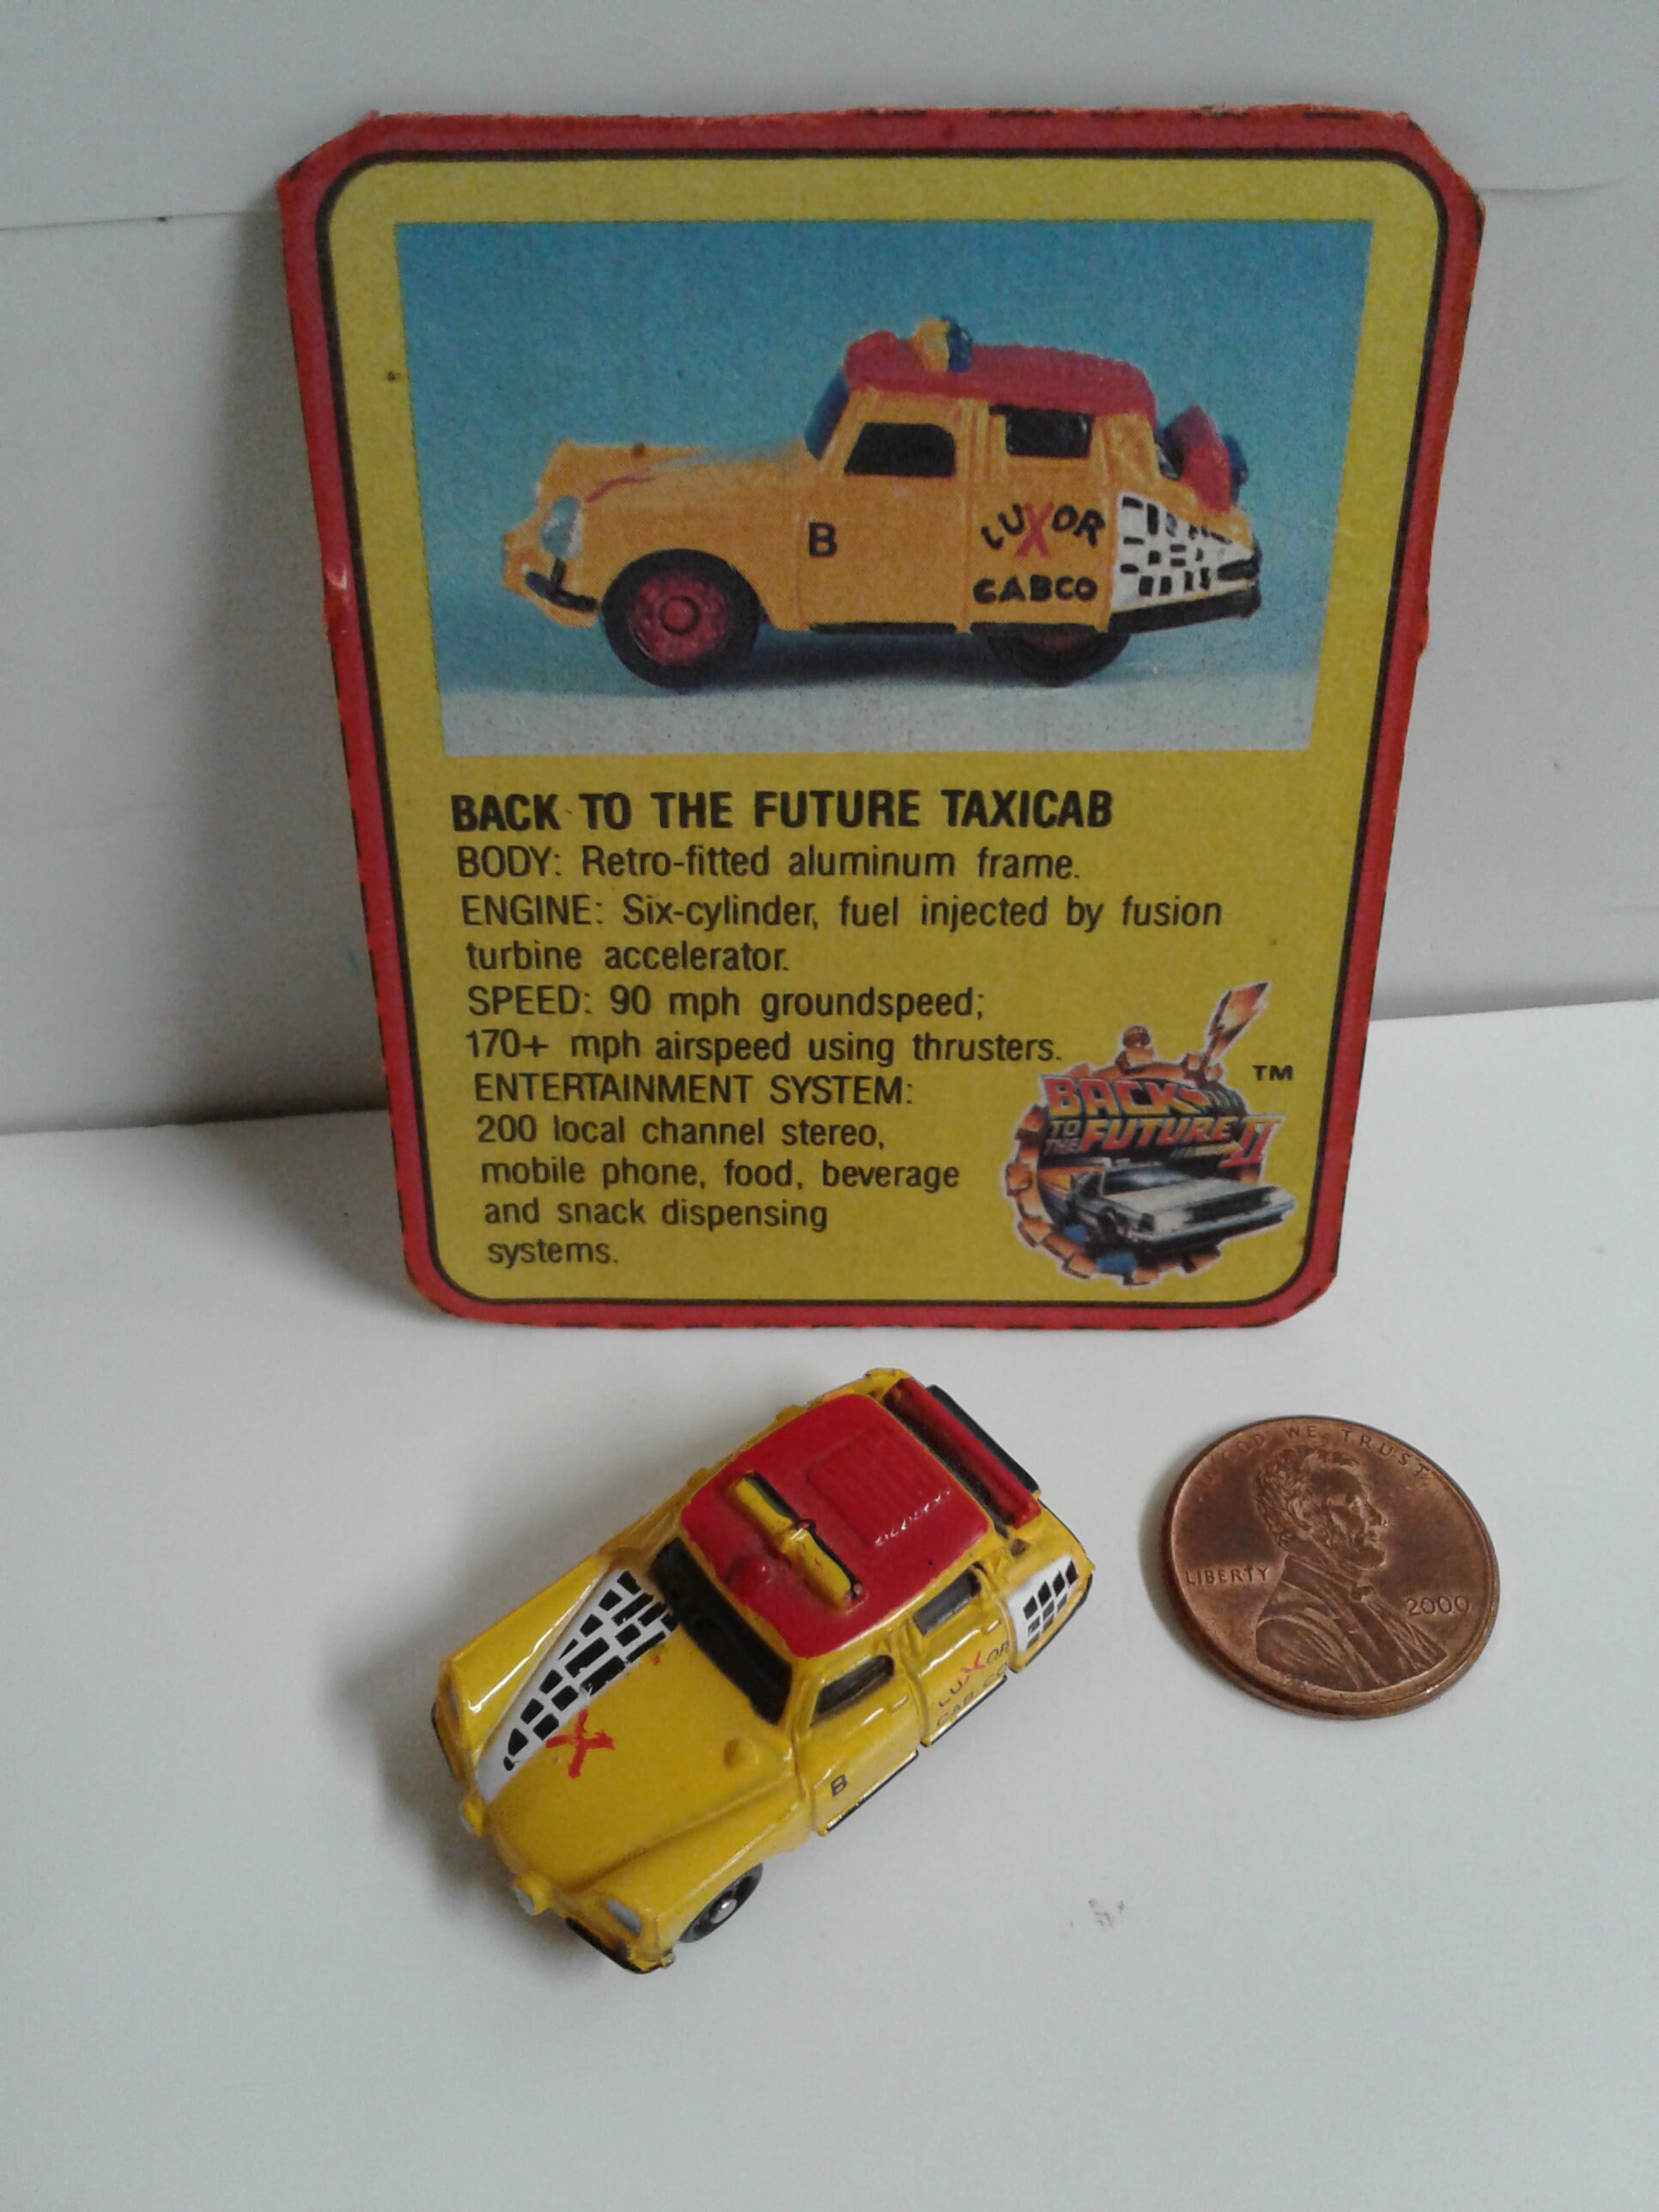 B
LUXOR
CABCO
BACK TO THE FUTURE TAXICAB
BODY: Retro-fitted aluminum frame.
ENGINE: Six-cylinder, fuel injected by fusion
turbine accelerator.
SPEED: 90 mph groundspeed;
170+ mph airspeed using thrusters.
ENTERTAINMENT SYSTEM:
200 local channel stereo,
mobile phone, food, beverage
and snack dispensing
systems.
BACK
TO
THE FUTURE II
TM
X
B
LUXOR
CAB CO
IN GOD WE TRUST
LIBERTY
2000